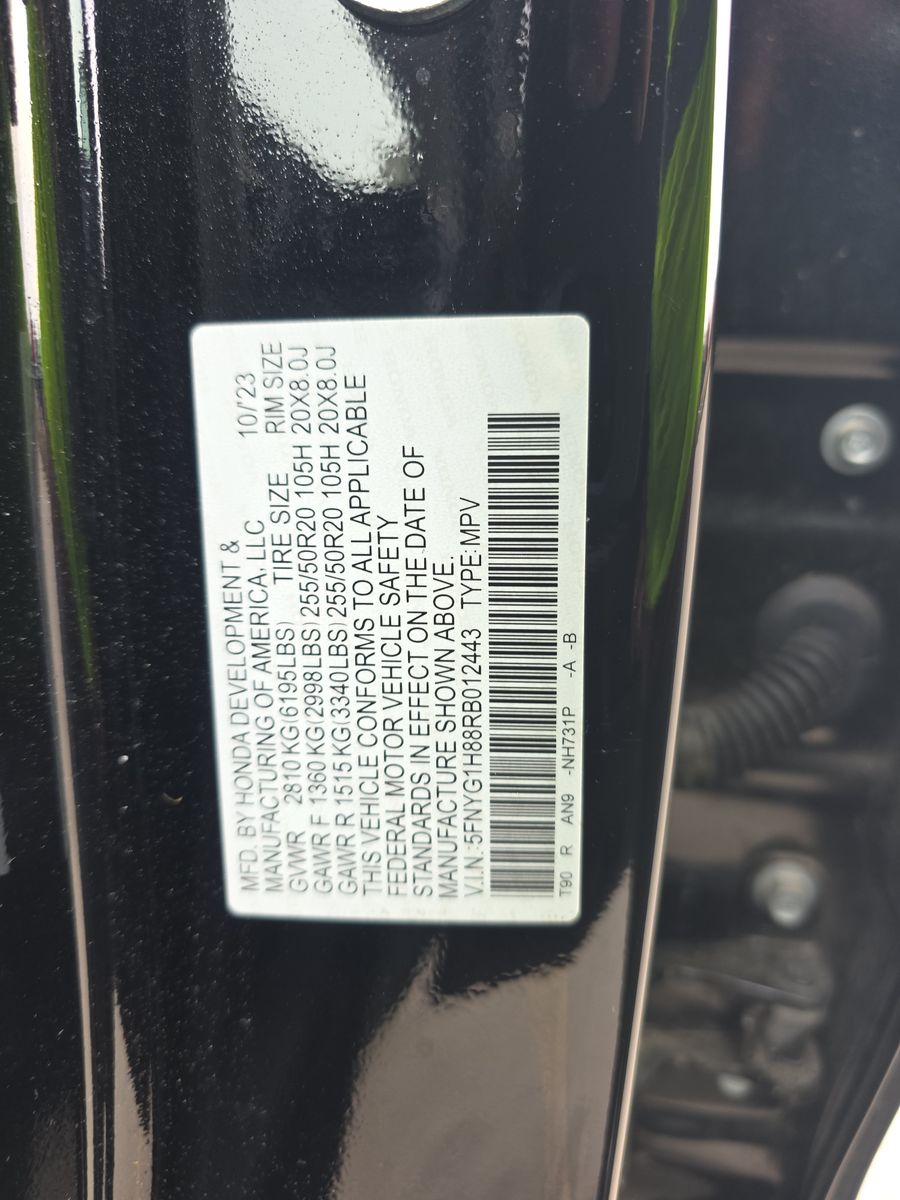 MFD. BY HONDA DEVELOPMENT &
MANUFACTURING OF AMERICA, LLC 10/'23
GVWR 2810 KG(6195LBS) TIRE SIZE RIM SIZE
GAWR F 1360 KG(2998LBS) 255/50R20 105H 20X8.0J
GAWR R 1515 KG(3340LBS) 255/50R20 105H 20X8.0J
THIS VEHICLE CONFORMS TO ALL APPLICABLE
FEDERAL MOTOR VEHICLE SAFETY
STANDARDS IN EFFECT ON THE DATE OF
MANUFACTURE SHOWN ABOVE.
V.I.N.:5FNYG1H88RB012443 TYPE:MPV
T90 R AN9 -NH731P -A -B